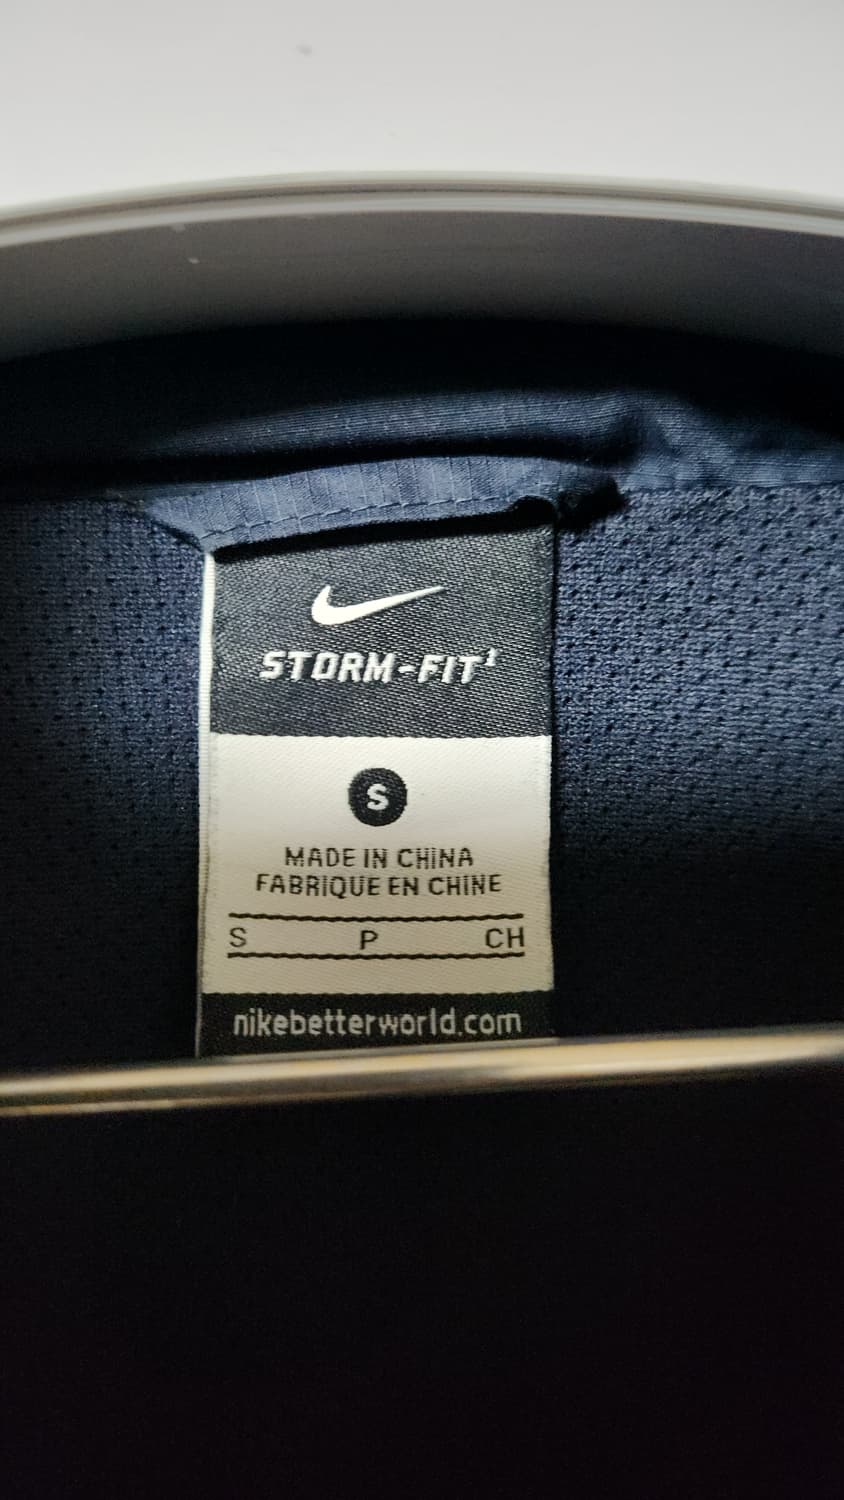 STORM-FIT¹
S
MADE IN CHINA
FABRIQUE EN CHINE
S P CH
nikebetterworld.com